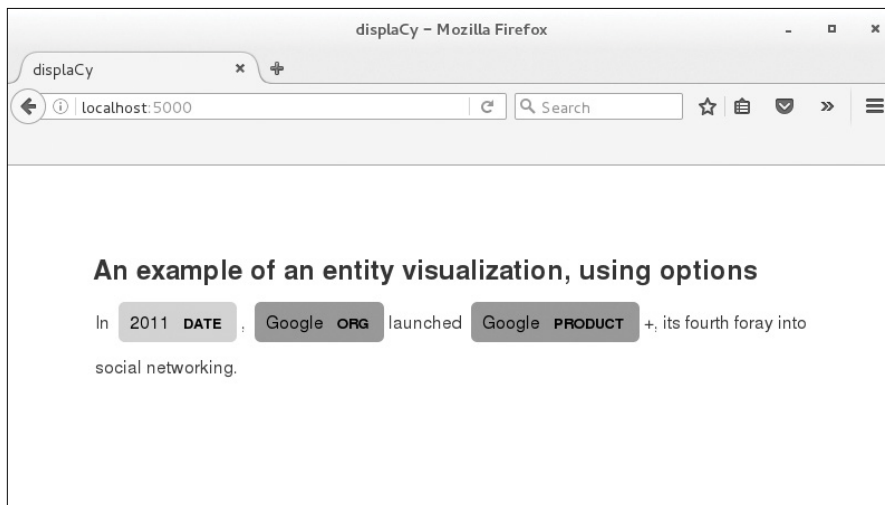 displaCy – Mozilla Firefox
displaCy
localhost:5000
Search
An example of an entity visualization, using options
In 2011 DATE , Google ORG launched Google PRODUCT +, its fourth foray into
social networking.